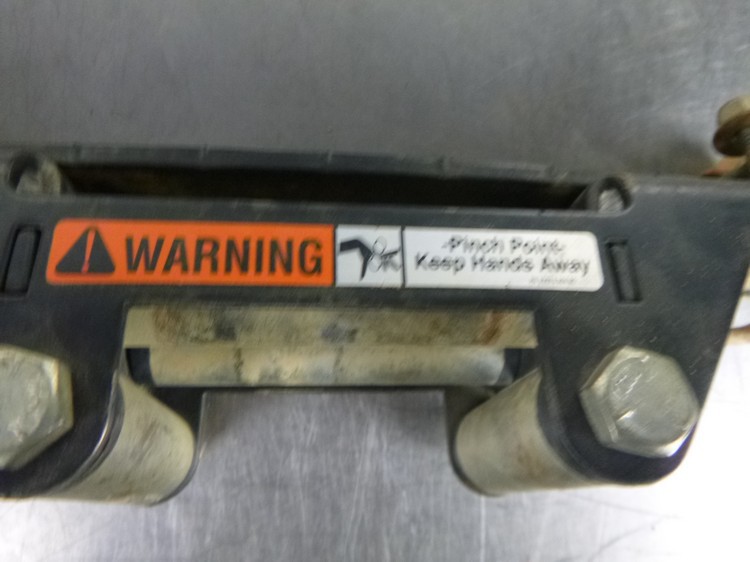 WARNING
-Pinch Point-
Keep Hands Away